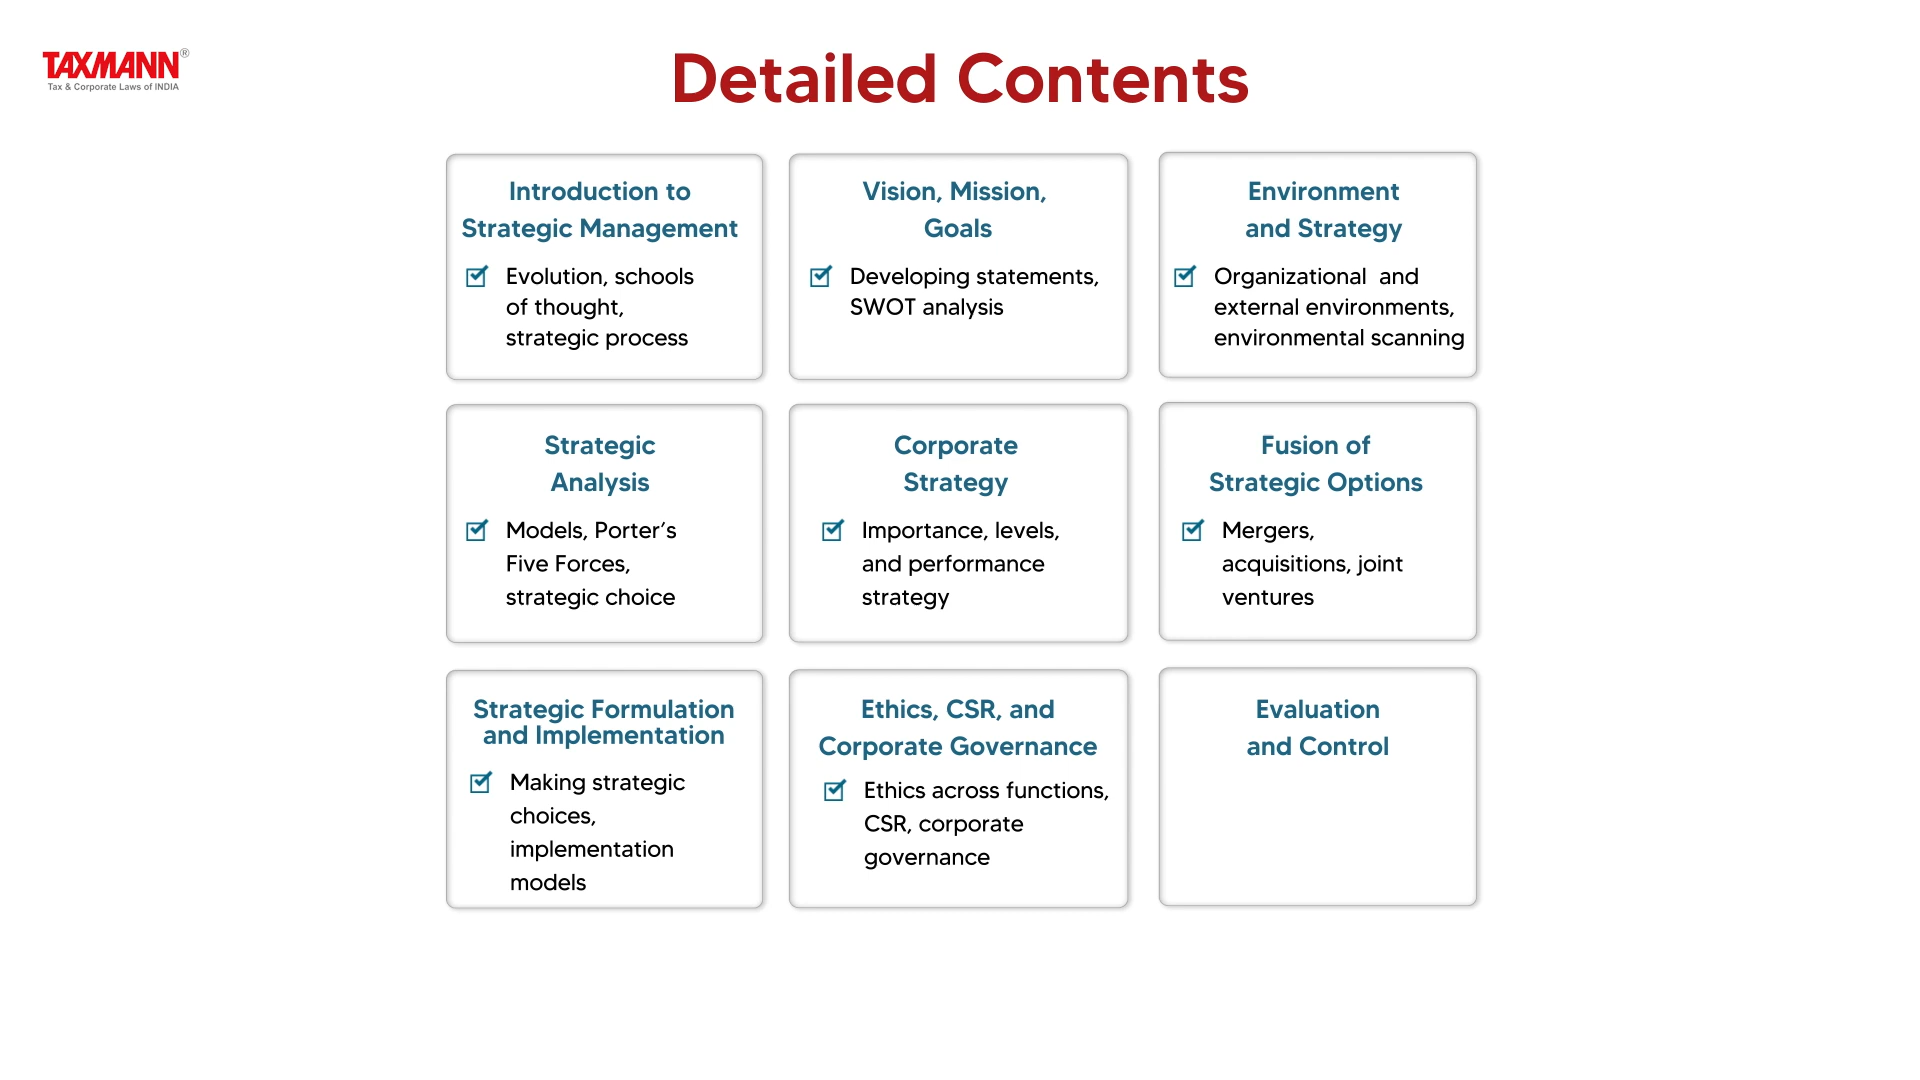 TAXMANN®
Tax & Corporate Laws of INDIA
Detailed Contents
Introduction to
Strategic Management
Evolution, schools
of thought,
strategic process
Vision, Mission,
Goals
Developing statements,
SWOT analysis
Environment
and Strategy
Organizational and
external environments,
environmental scanning
Strategic
Analysis
Models, Porter’s
Five Forces,
strategic choice
Corporate
Strategy
Importance, levels,
and performance
strategy
Fusion of
Strategic Options
Mergers,
acquisitions, joint
ventures
Strategic Formulation
and Implementation
Making strategic
choices,
implementation
models
Ethics, CSR, and
Corporate Governance
Ethics across functions,
CSR, corporate
governance
Evaluation
and Control